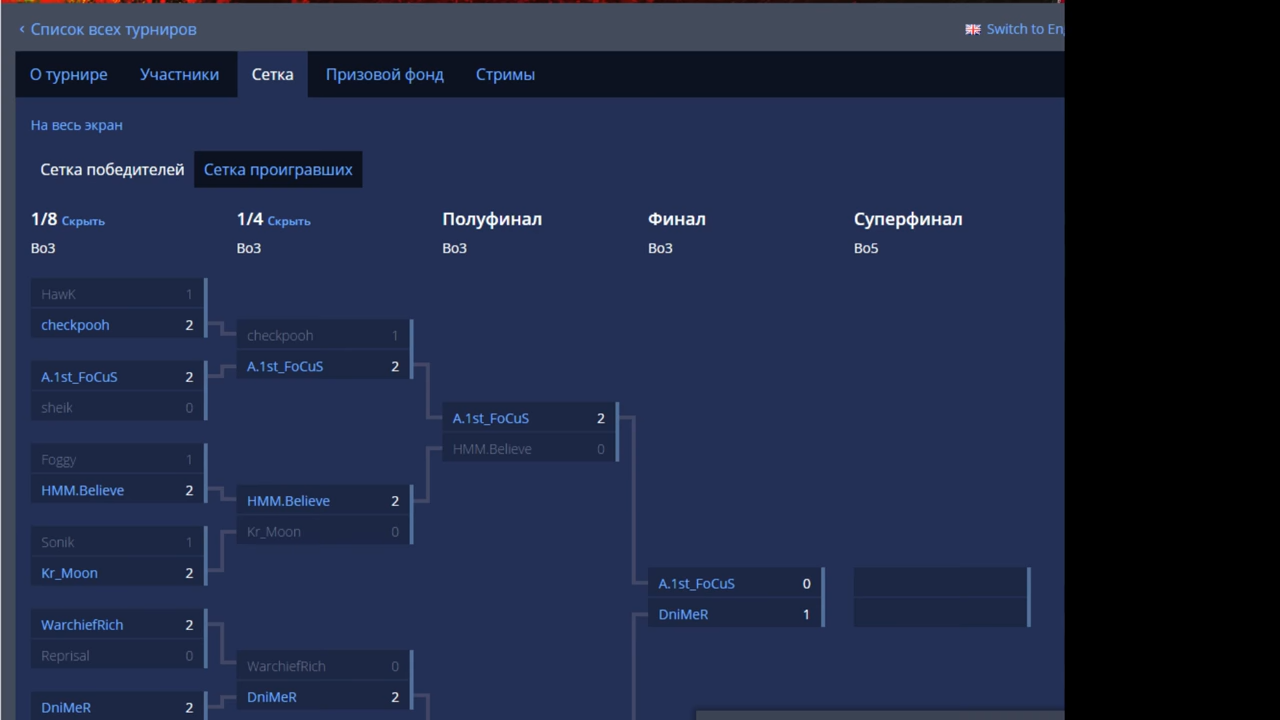 ‹ Список всех турниров
Switch to En
О турнире Участники Сетка Призовой фонд Стримы
На весь экран
Сетка победителей Сетка проигравших
1/8 Скрыть 1/4 Скрыть Полуфинал Финал Суперфинал
Bo3 Bo3 Bo3 Bo3 Bo5
HawK 1
checkpooh 2
checkpooh 1
A.1st_FoCuS 2
A.1st_FoCuS 2
sheik 0
A.1st_FoCuS 2
HMM.Believe 0
Foggy 1
HMM.Believe 2
HMM.Believe 2
Kr_Moon 0
Sonik 1
Kr_Moon 2
A.1st_FoCuS 0
DniMeR 1
WarchiefRich 2
Reprisal 0
WarchiefRich 0
DniMeR 2
DniMeR 2